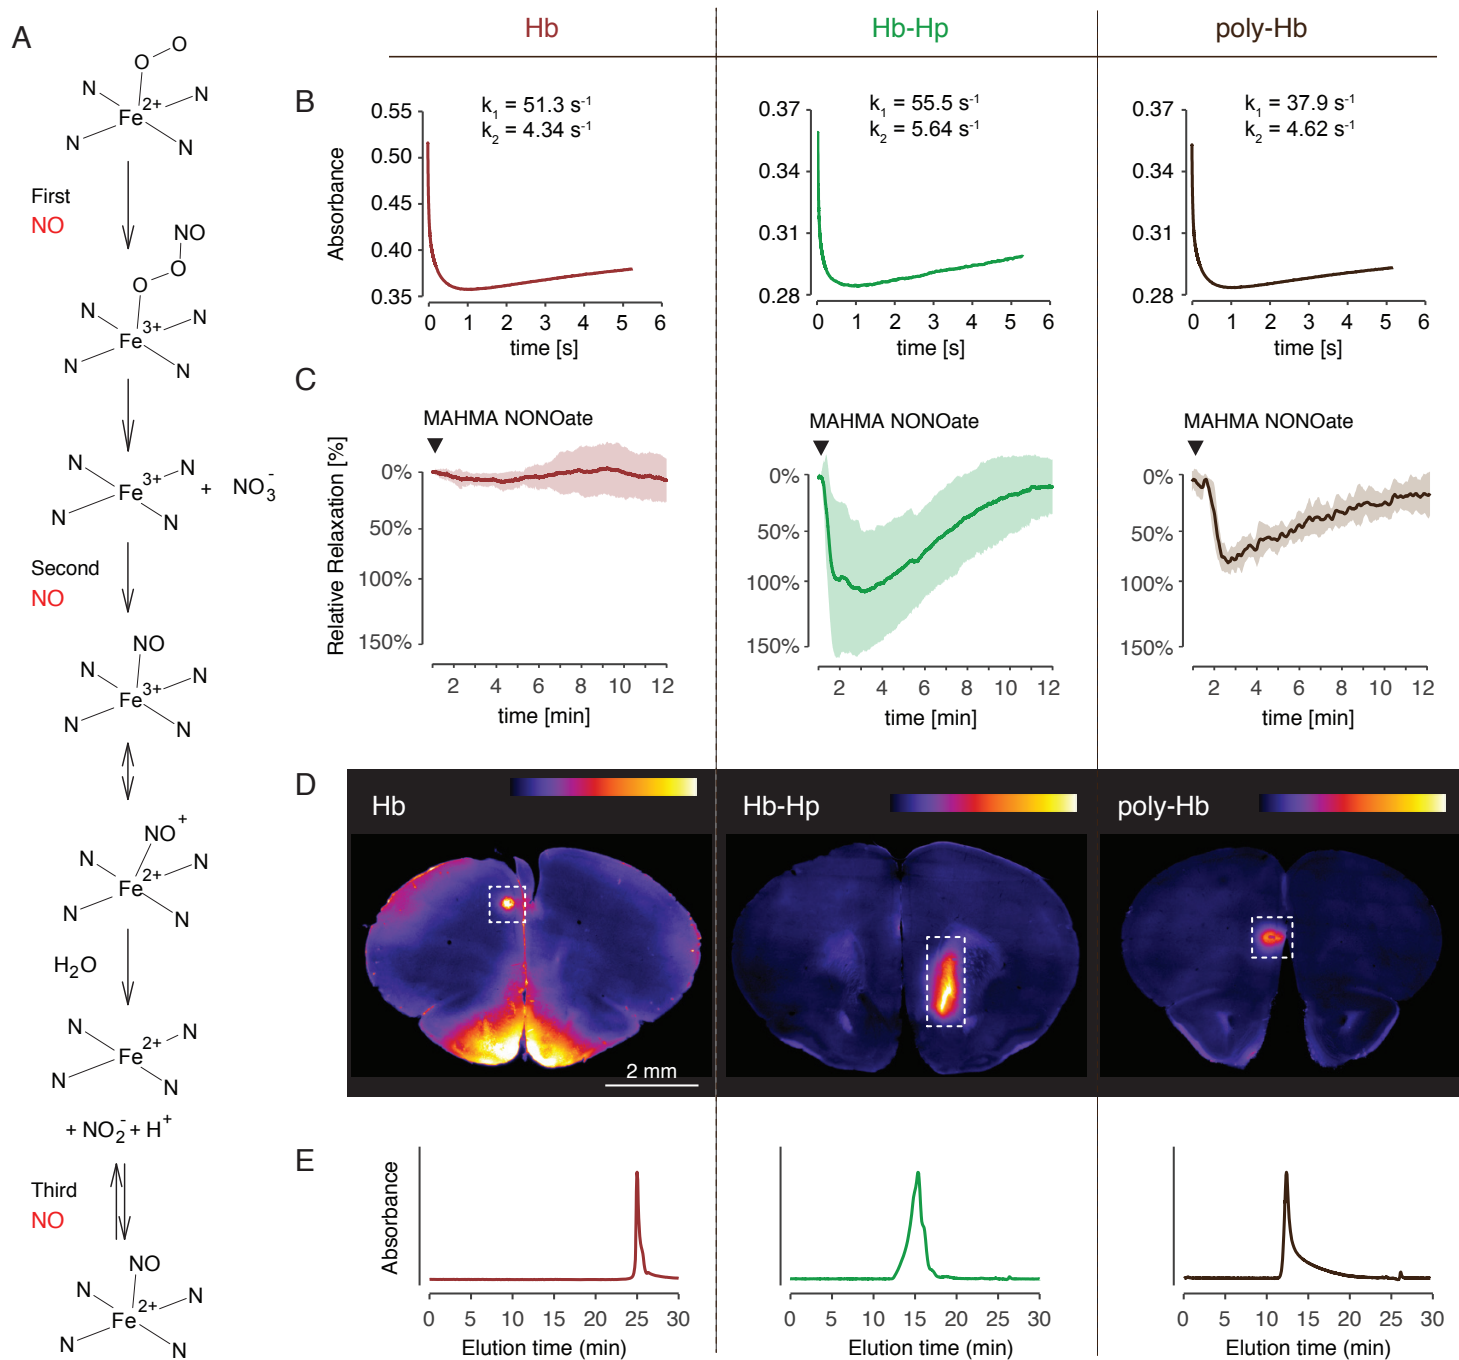 Hb
Hb-Hp
poly-Hb
A
O
O
N
N
Fe
2+
N
N
First
NO
NO
O
O
N
N
Fe
3+
N
N
N
Fe
3+
N
N
N
+ NO3-
Second
NO
NO
N
N
Fe
3+
N
N
NO+
N
N
Fe
2+
N
N
H2O
N
N
Fe
2+
N
N
+ NO2- + H+
Third
NO
NO
N
N
Fe
2+
N
N
B
k1 = 51.3 s-1
k2 = 4.34 s-1
Absorbance
0.55
0.50
0.45
0.40
0.35
0 1 2 3 4 5 6
time [s]
k1 = 55.5 s-1
k2 = 5.64 s-1
0.37
0.34
0.31
0.28
0 1 2 3 4 5 6
time [s]
k1 = 37.9 s-1
k2 = 4.62 s-1
0.37
0.34
0.31
0.28
0 1 2 3 4 5 6
time [s]
C
MAHMA NONOate
Relative Relaxation [%]
0%
50%
100%
150%
2 4 6 8 10 12
time [min]
MAHMA NONOate
0%
50%
100%
150%
2 4 6 8 10 12
time [min]
MAHMA NONOate
0%
50%
100%
150%
2 4 6 8 10 12
time [min]
D
Hb
2 mm
Hb-Hp
poly-Hb
E
Absorbance
0 5 10 15 20 25 30
Elution time (min)
0 5 10 15 20 25 30
Elution time (min)
0 5 10 15 20 25 30
Elution time (min)